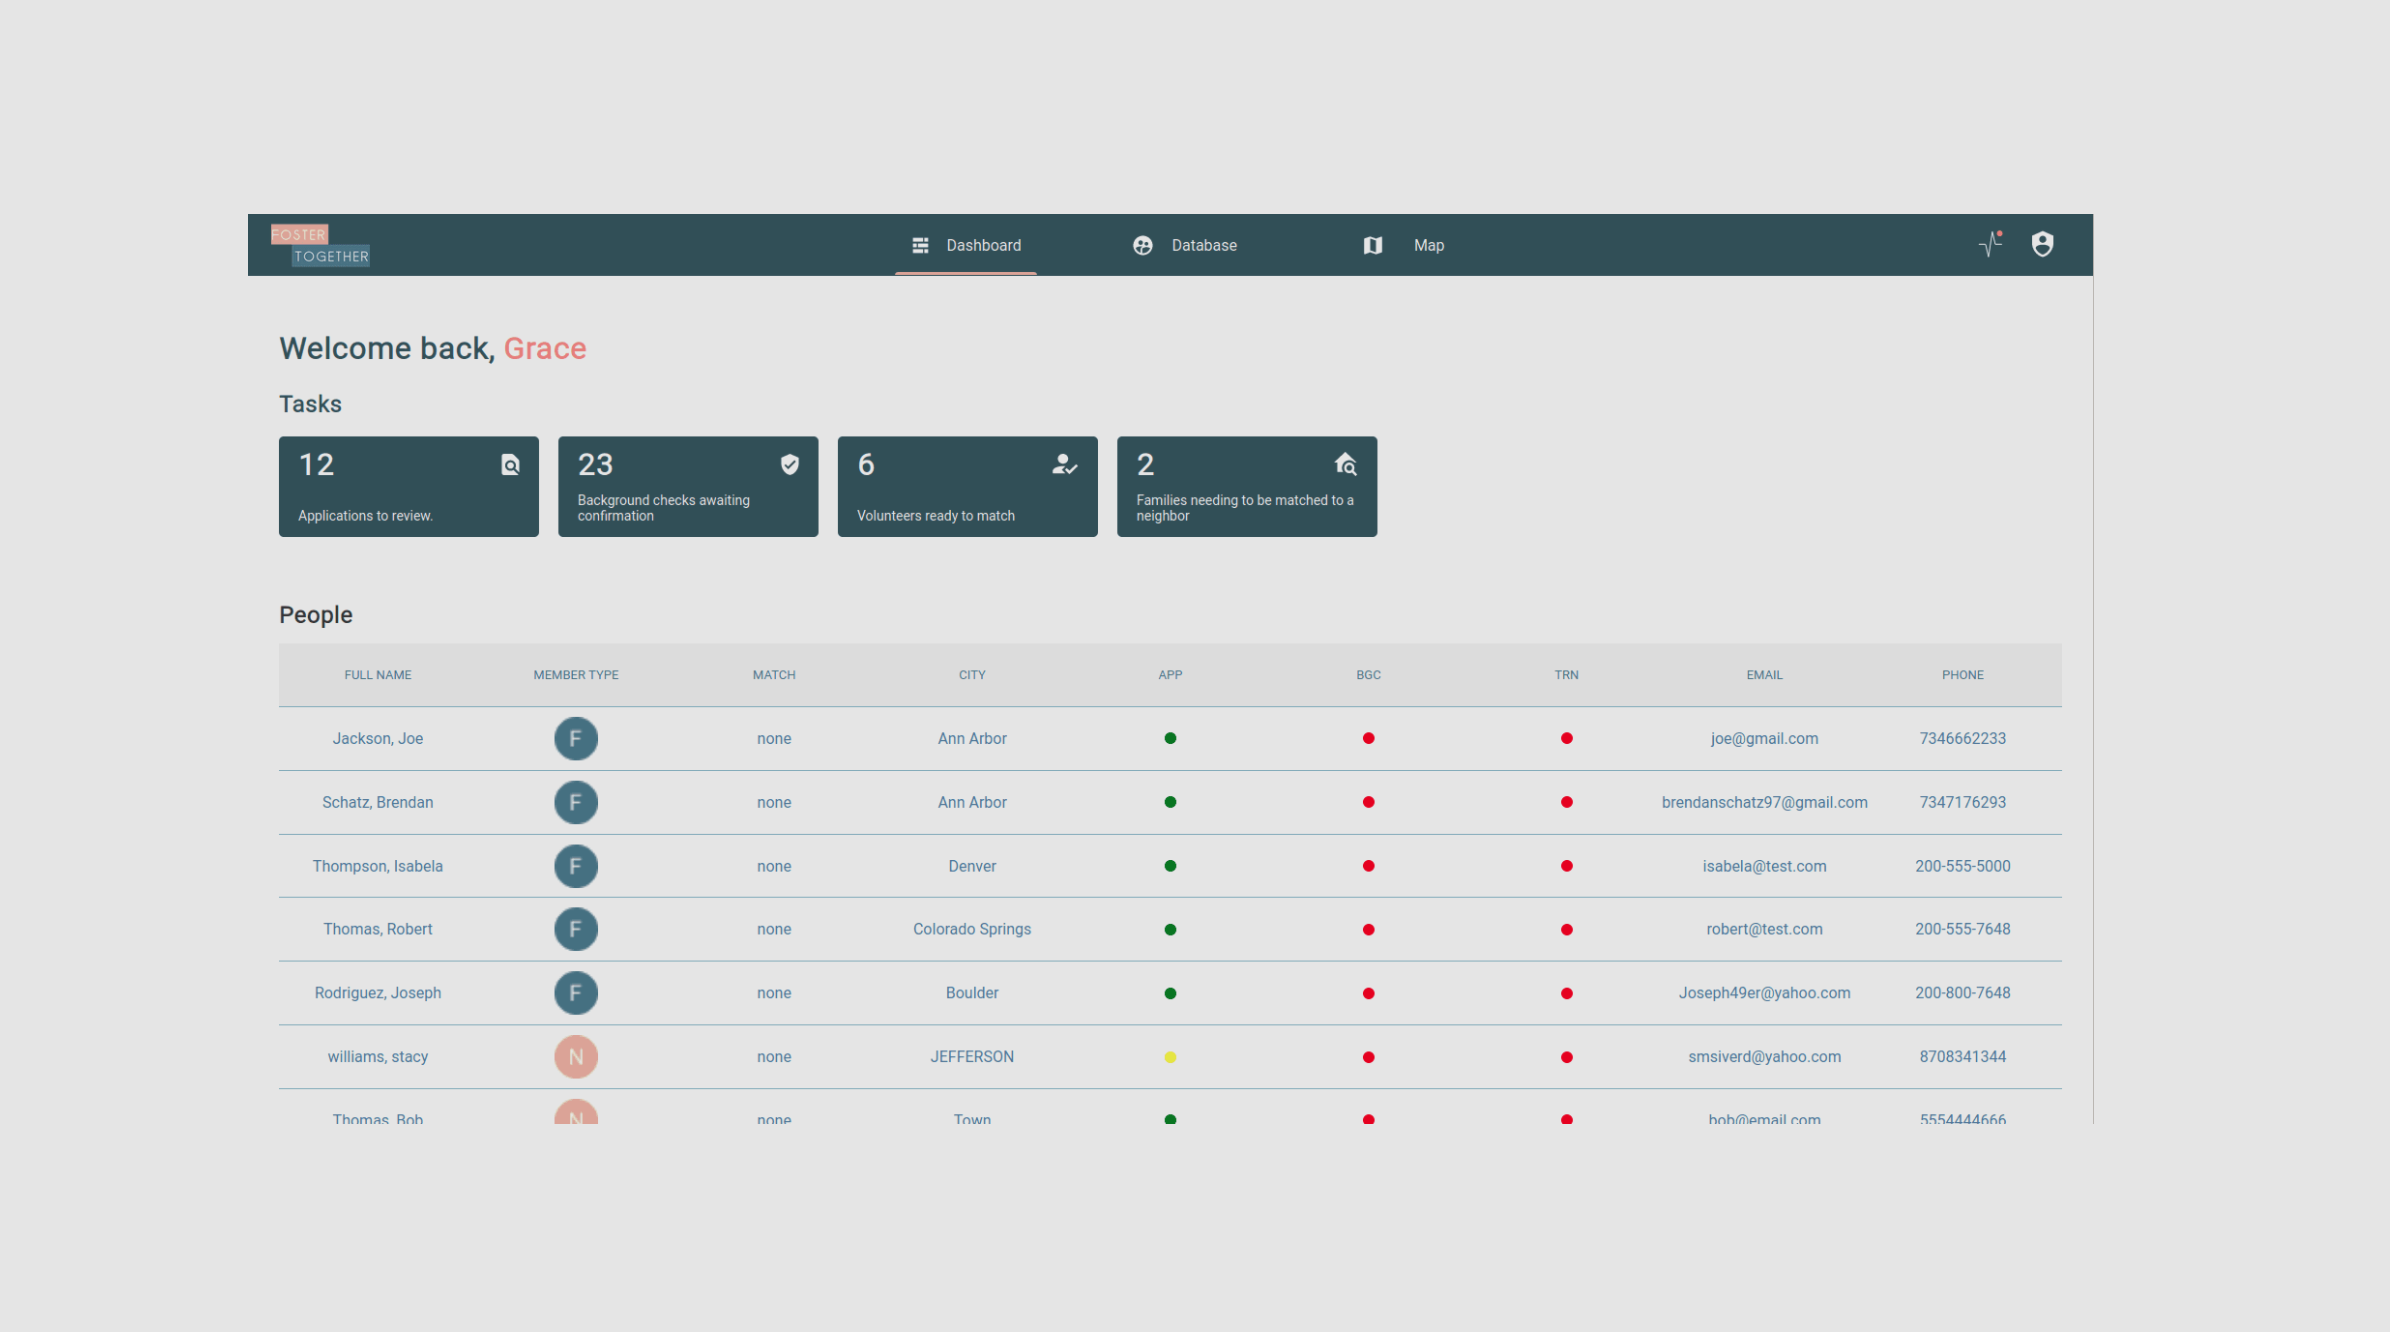 FOSTER
TOGETHER
Dashboard
Database
Map
Welcome back, Grace
Tasks
12
Applications to review.
23
Background checks awaiting
confirmation
6
Volunteers ready to match
2
Families needing to be matched to a
neighbor
People
FULL NAME MEMBER TYPE MATCH CITY APP BGC TRN EMAIL PHONE
Jackson, Joe F none Ann Arbor joe@gmail.com 7346662233
Schatz, Brendan F none Ann Arbor brendanschatz97@gmail.com 7347176293
Thompson, Isabela F none Denver isabela@test.com 200-555-5000
Thomas, Robert F none Colorado Springs robert@test.com 200-555-7648
Rodriguez, Joseph F none Boulder Joseph49er@yahoo.com 200-800-7648
williams, stacy N none JEFFERSON smsiverd@yahoo.com 8708341344
Thomas, Bob N none Town bob@email.com 5554444666